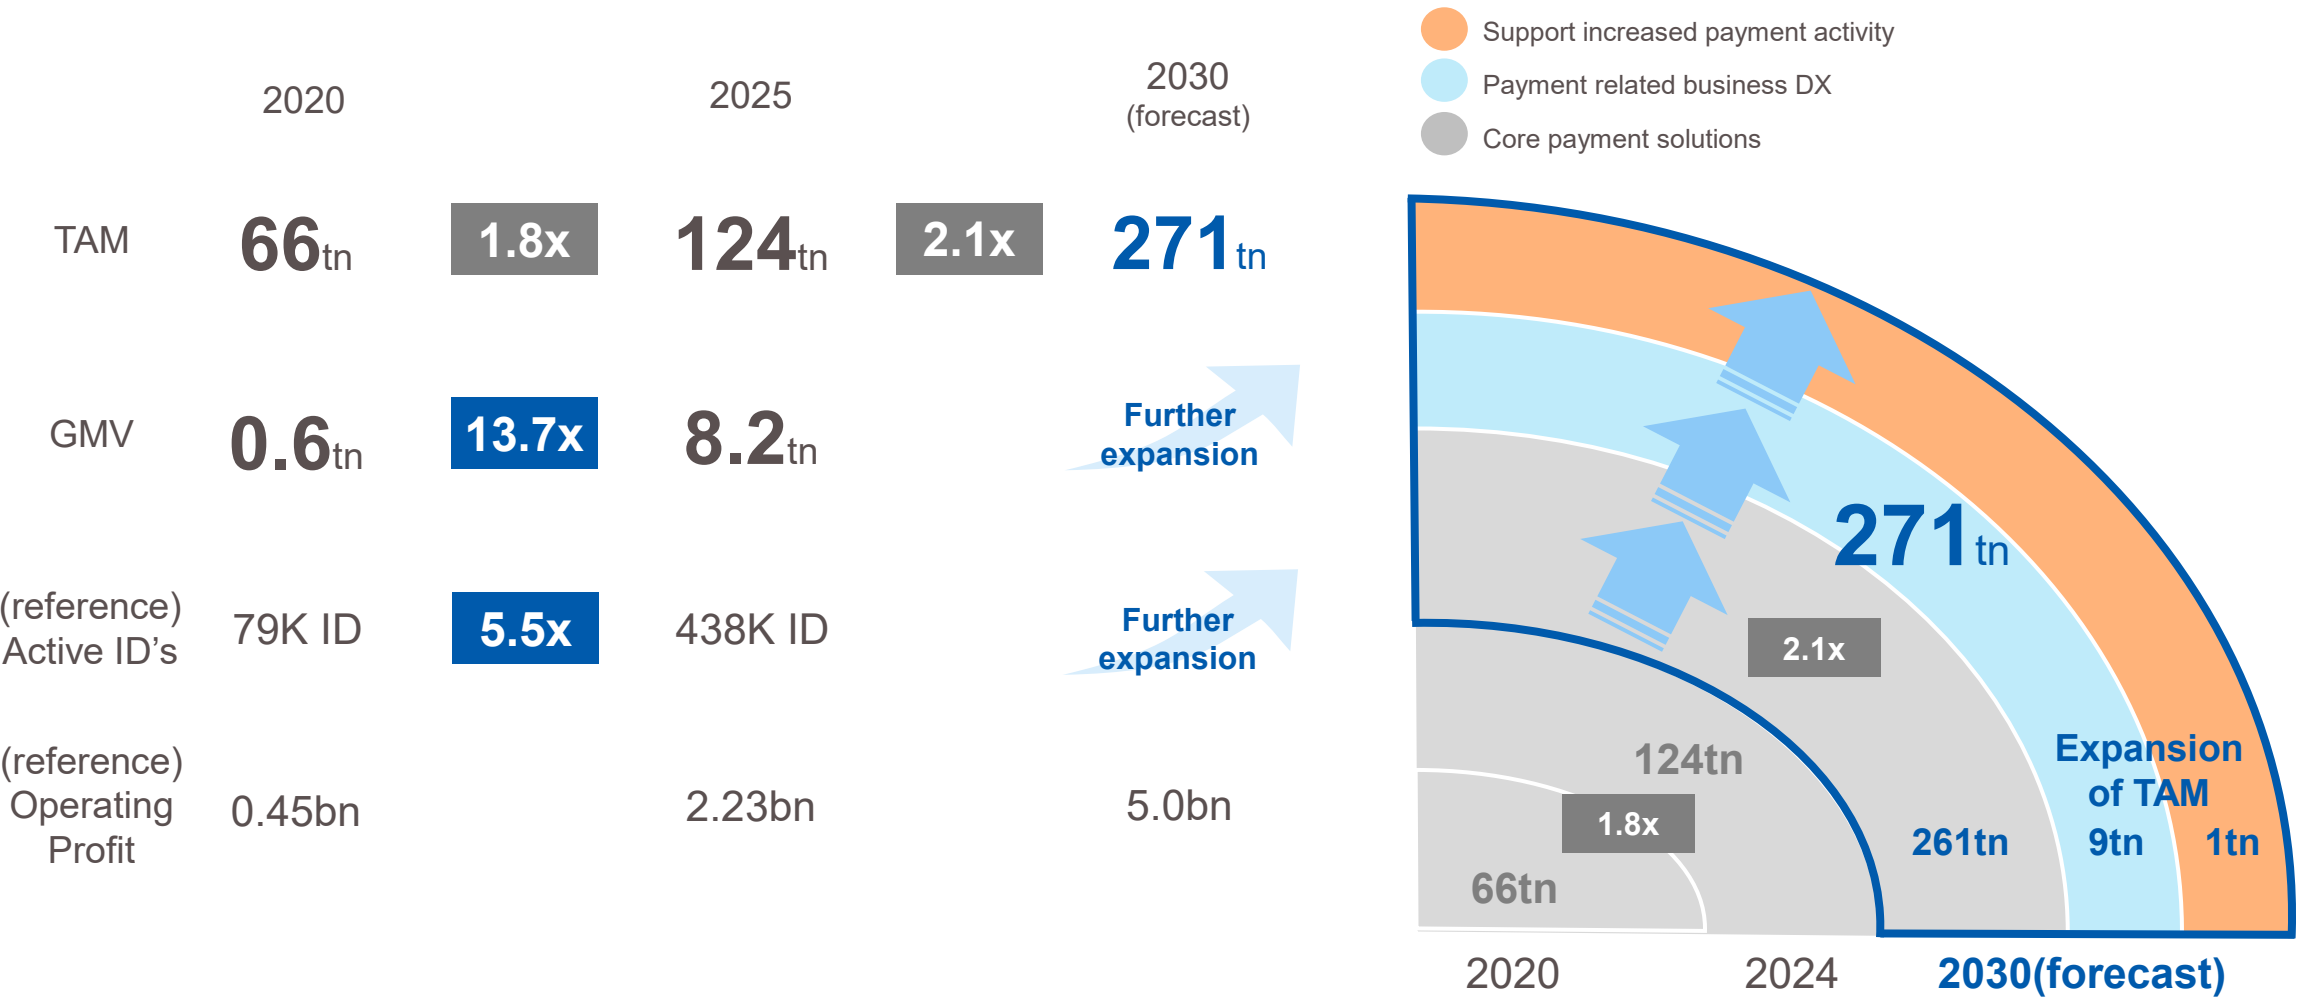 2020
2025
2030
(forecast)
TAM
66tn
1.8x
124tn
2.1x
271tn
GMV
0.6tn
13.7x
8.2tn
Further
expansion
(reference)
Active ID’s
79K ID
5.5x
438K ID
Further
expansion
(reference)
Operating
Profit
0.45bn
2.23bn
5.0bn
Support increased payment activity
Payment related business DX
Core payment solutions
271tn
2.1x
124tn
1.8x
66tn
Expansion
of TAM
261tn
9tn
1tn
2020
2024
2030(forecast)